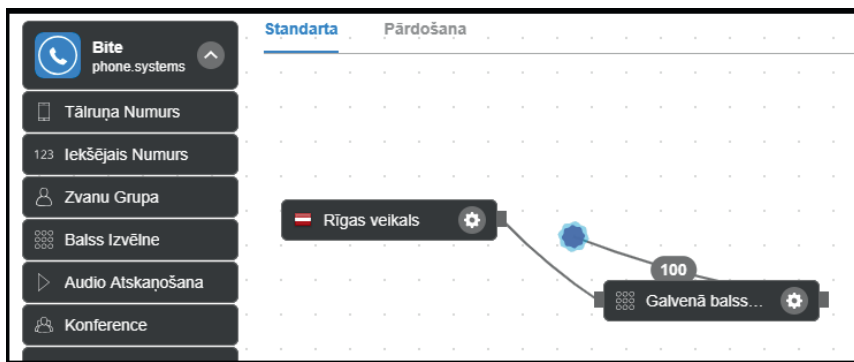 Bite
phone.systems
Tālruņa Numurs
123 Iekšējais Numurs
Zvanu Grupa
Balss Izvēlne
Audio Atskaņošana
Konference
Standarta Pārdošana
Rīgas veikals
100
Galvenā balss...